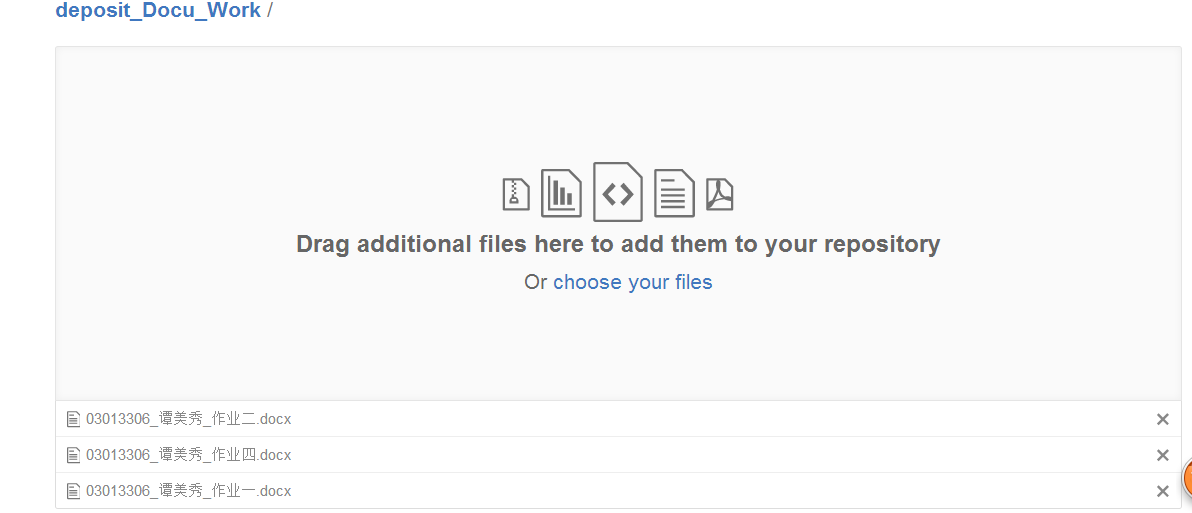 deposit_Docu_Work /
Drag additional files here to add them to your repository
Or choose your files
03013306_谭美秀_作业二.docx
03013306_谭美秀_作业四.docx
03013306_谭美秀_作业一.docx